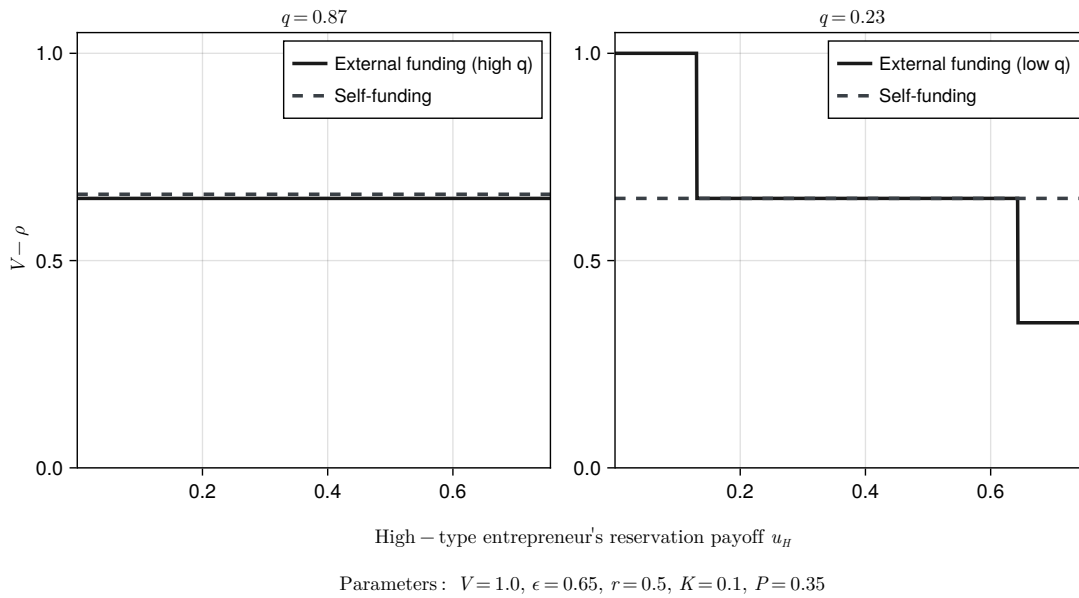 q = 0.87
q = 0.23
External funding (high q)
Self-funding
External funding (low q)
Self-funding
V − ρ
1.0
0.5
0.0
0.2
0.4
0.6
1.0
0.5
0.0
0.2
0.4
0.6
High − type entrepreneur's reservation payoff u_H
Parameters : V = 1.0, ϵ = 0.65, r = 0.5, K = 0.1, P = 0.35